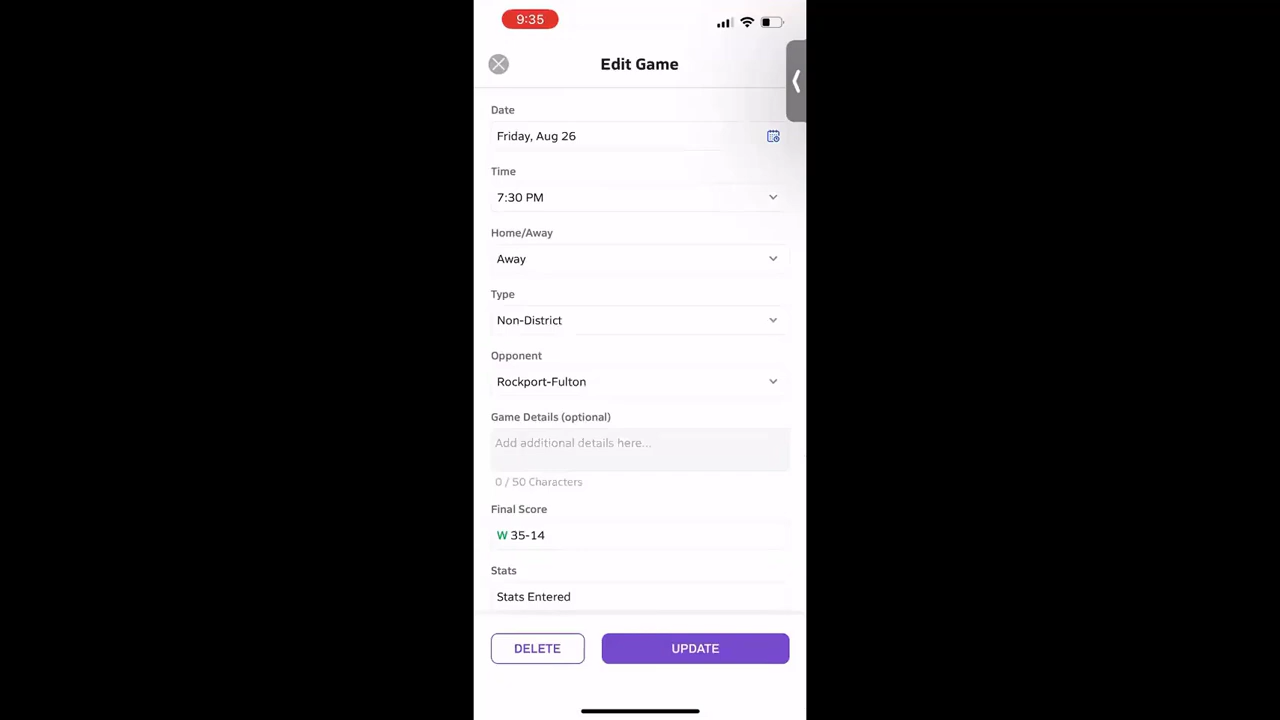 9:35
Edit Game
Date
Friday, Aug 26
Time
7:30 PM
Home/Away
Away
Type
Non-District
Opponent
Rockport-Fulton
Game Details (optional)
Add additional details here...
0 / 50 Characters
Final Score
W 35-14
Stats
Stats Entered
DELETE
UPDATE